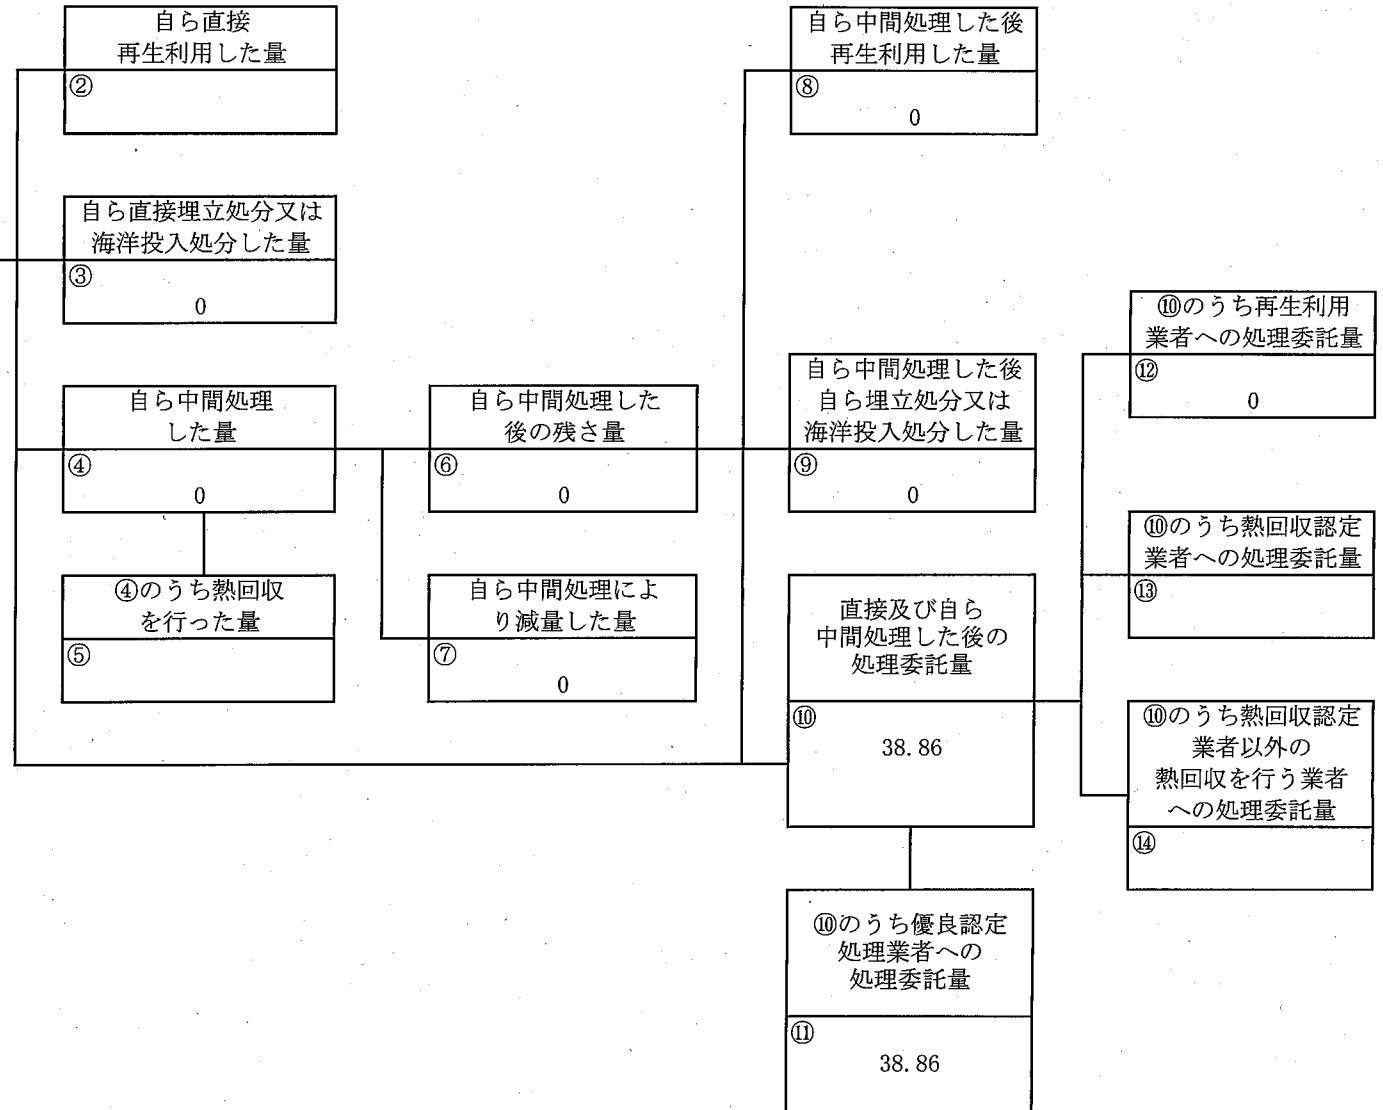 自ら直接
再生利用した量
②
自ら中間処理した後
再生利用した量
⑧
0
自ら直接埋立処分又は
海洋投入処分した量
③
0
⑩のうち再生利用
業者への処理委託量
⑫
0
自ら中間処理
した量
④
0
自ら中間処理した
後の残さ量
⑥
0
自ら中間処理した後
自ら埋立処分又は
海洋投入処分した量
⑨
0
⑩のうち熱回収認定
業者への処理委託量
⑬
④のうち熱回収
を行った量
⑤
自ら中間処理によ
り減量した量
⑦
0
直接及び自ら
中間処理した後の
処理委託量
⑩
38.86
⑩のうち熱回収認定
業者以外の
熱回収を行う業者
への処理委託量
⑭
⑩のうち優良認定
処理業者への
処理委託量
⑪
38.86